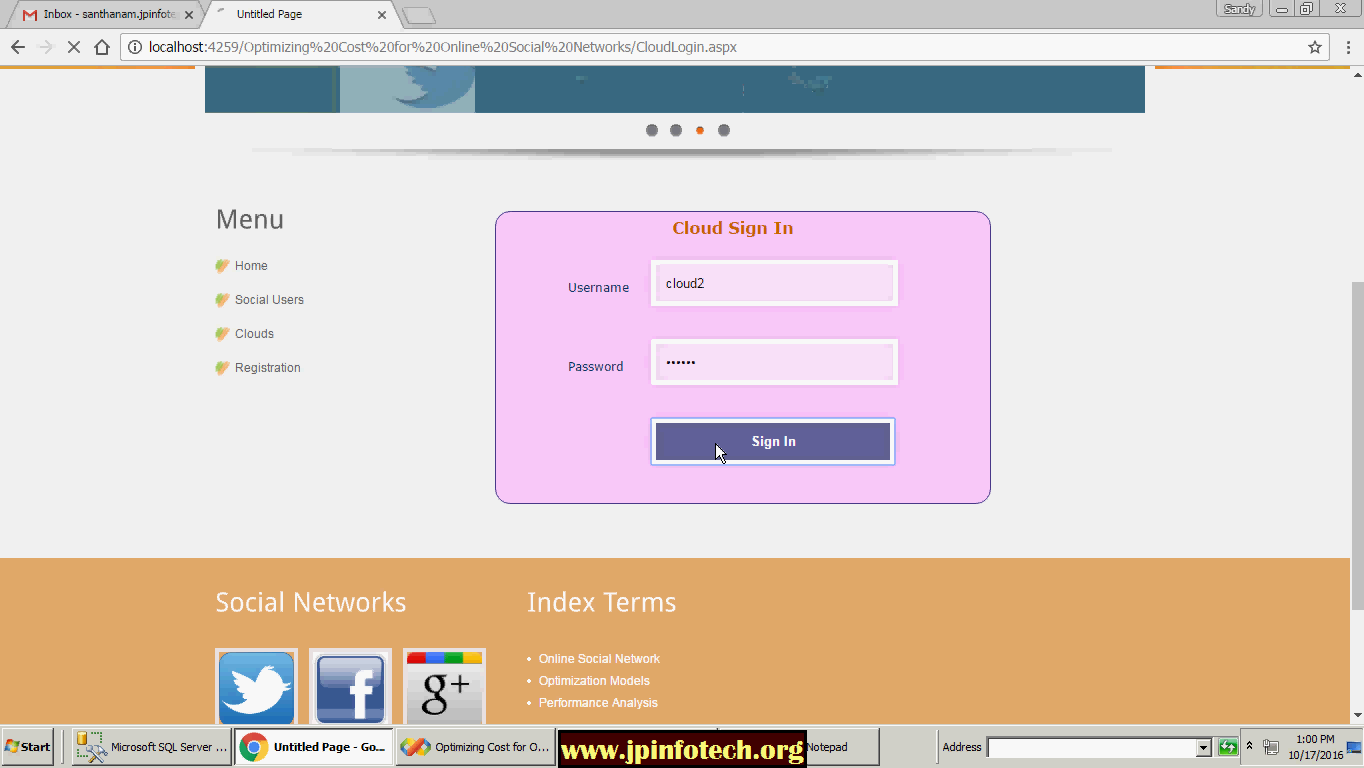 Inbox - santhanam.jpinfote
Untitled Page
Sandy
localhost:4259/Optimizing%20Cost%20for%20Online%20Social%20Networks/CloudLogin.aspx
Menu
Home
Social Users
Clouds
Registration
Cloud Sign In
Username
cloud2
Password
Sign In
Social Networks
Index Terms
f
g+
Online Social Network
Optimization Models
Performance Analysis
Start
Microsoft SQL Server ...
Untitled Page - Go...
Optimizing Cost for O...
www.jpinfotech.org
Notepad
Address
1:00 PM
10/17/2016